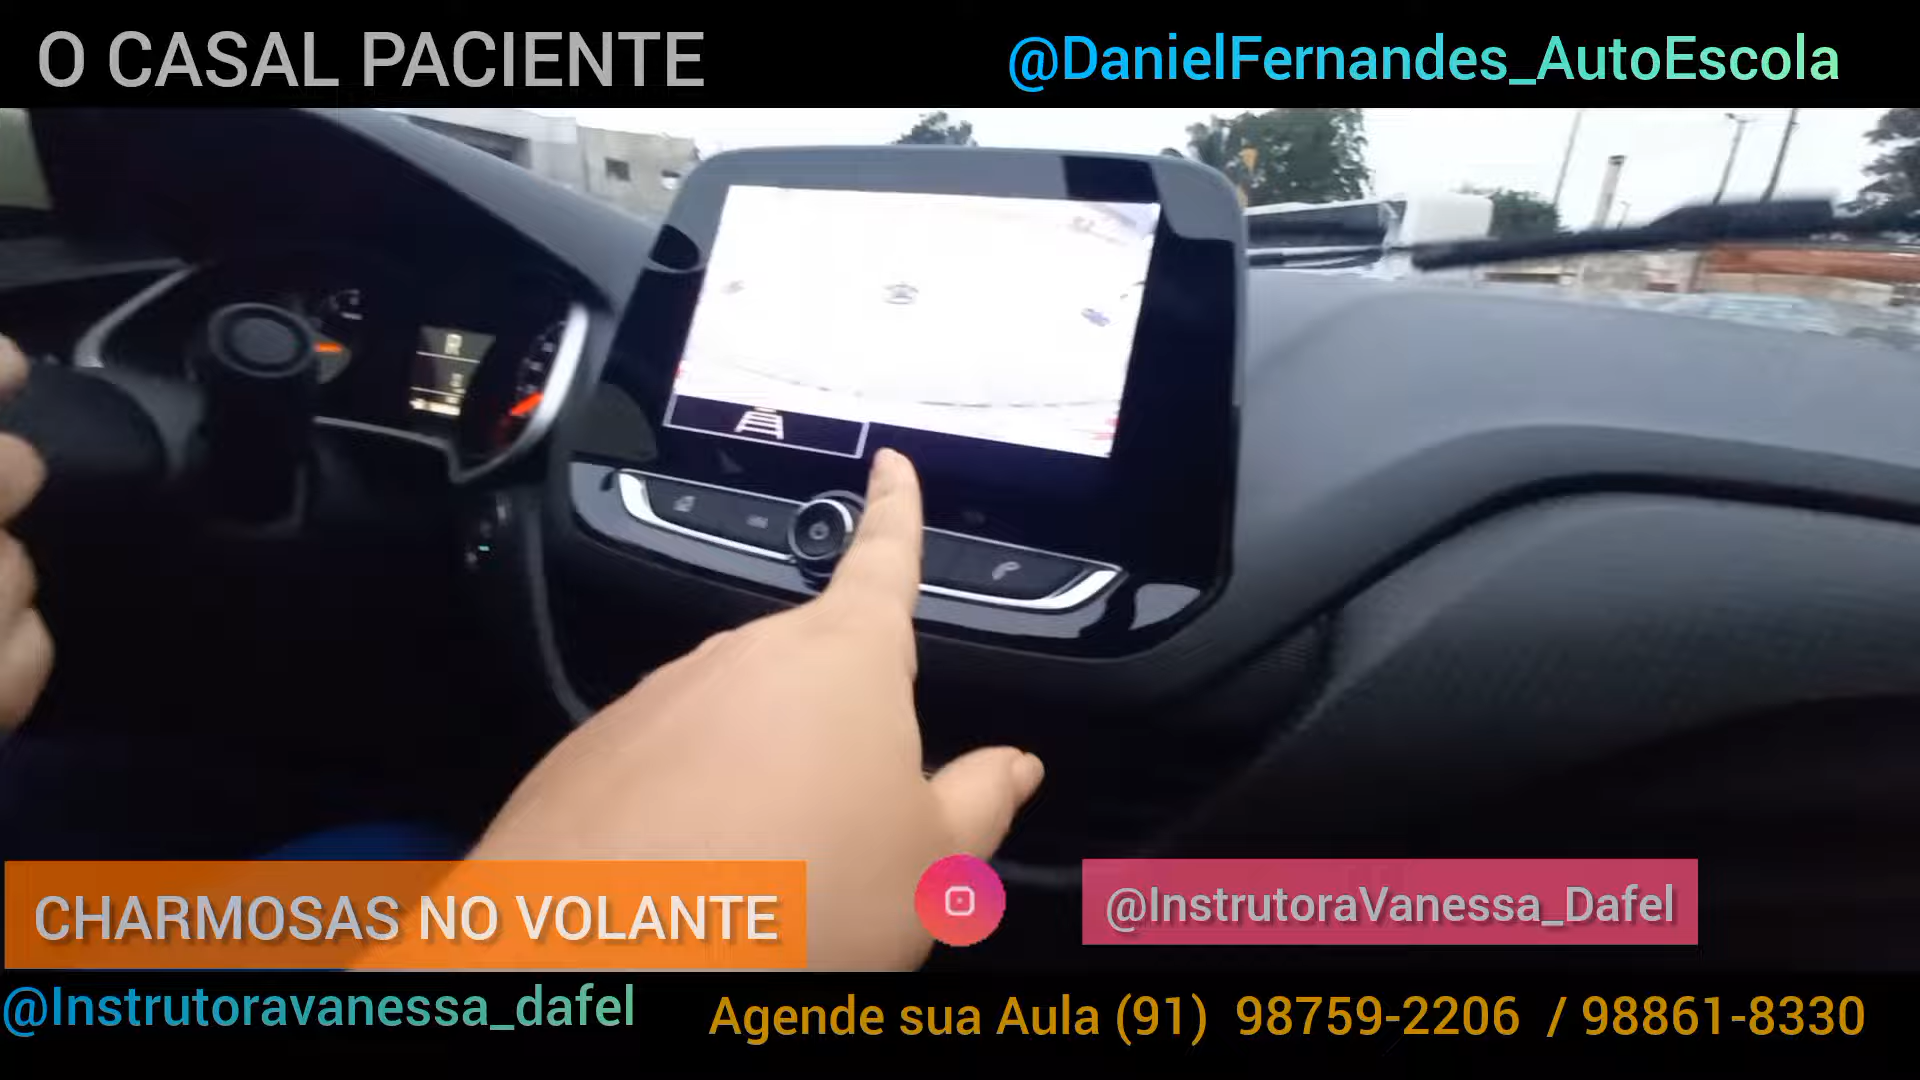 O CASAL PACIENTE
@DanielFernandes_AutoEscola
R
CHARMOSAS NO VOLANTE
@InstrutoraVanessa_Dafel
@Instrutoravanessa_dafel
Agende sua Aula (91) 98759-2206 / 98861-8330